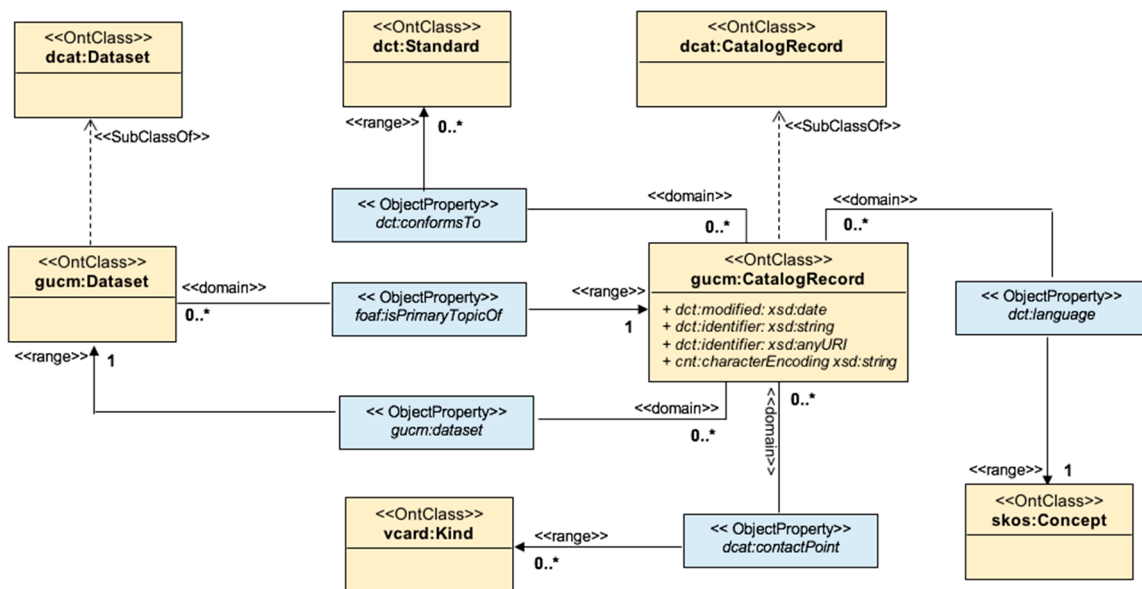 <<OntClass>>
dcat:Dataset
<<OntClass>>
dct:Standard
<<OntClass>>
dcat:CatalogRecord
<<range>>
0..*
<<SubClassOf>>
<<SubClassOf>>
<< ObjectProperty>>
dct:conformsTo
<<domain>>
0..*
<<domain>>
0..*
<<OntClass>>
gucm:Dataset
<<domain>>
0..*
<< ObjectProperty>>
foaf:isPrimaryTopicOf
<<range>>
1
<<OntClass>>
gucm:CatalogRecord
+ dct:modified: xsd:date
+ dct:identifier: xsd:string
+ dct:identifier: xsd:anyURI
+ cnt:characterEncoding xsd:string
<< ObjectProperty>>
dct:language
<<range>>
1
<< ObjectProperty>>
gucm:dataset
<<domain>>
0..*
<<domain>>
0..*
<<range>>
1
<<OntClass>>
vcard:Kind
<<range>>
0..*
<< ObjectProperty>>
dcat:contactPoint
<<OntClass>>
skos:Concept